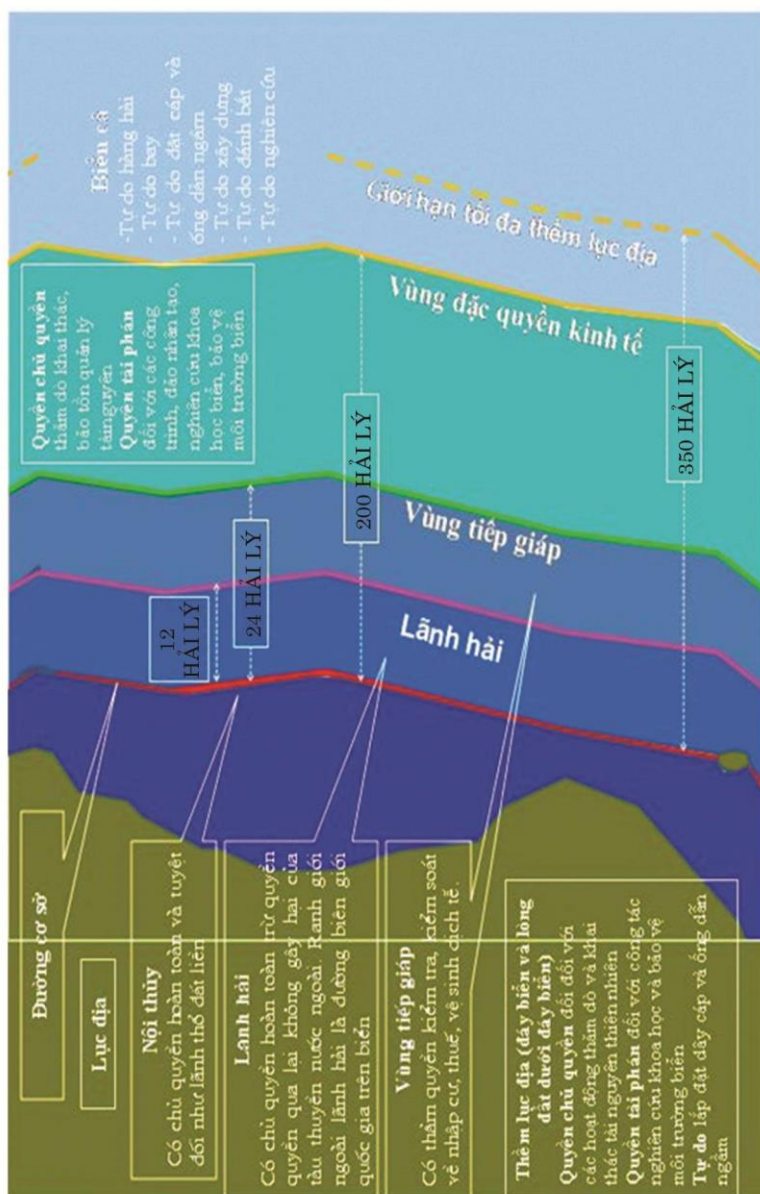 Đường cơ sở
Lục địa
Nội thủy
Có chủ quyền hoàn toàn và tuyệt
đối như lãnh thổ đất liền
Lãnh hải
Có chủ quyền hoàn toàn trừ quyền
quyền qua lai không gây hai của
tàu thuyền nước ngoài. Ranh giới
ngoài lãnh hải là đường biên giới
quốc gia trên biển
Vùng tiếp giáp
Có thẩm quyền kiểm tra, kiểm soát
về nhập cư, thuế, vệ sinh dịch tế.
Thềm lục địa (đáy biển và lòng
đất dưới đáy biển)
Quyền chủ quyền đối đối với
các hoạt động thăm dò và khai
thác tài nguyên thiên nhiên
Quyền tài phán đối với công tác
nghiên cứu khoa học và bảo vệ
môi trường biển
Tự do lắp đặt dây cáp và ống dẫn
ngầm
12
HẢI LÝ
24 HẢI LÝ
200 HẢI LÝ
350 HẢI LÝ
Lãnh hải
Vùng tiếp giáp
Vùng đặc quyền kinh tế
Giới hạn tối đa thềm lục địa
Quyền chủ quyền
thăm dò khai thác,
bảo tồn quản lý
tàinguyên
Quyền tài phán
đối với các công
trình, đảo nhân tạo,
nghiên cứu khoa
học biển, bảo vệ
môi trường biển
Biển cả
-Tự do hàng hải
- Tự do bay
- Tự do đặt cáp và
ống dẫn ngầm
- Tự do xây dựng
- Tự do đánh bắt
- Tự do nghiên cứu